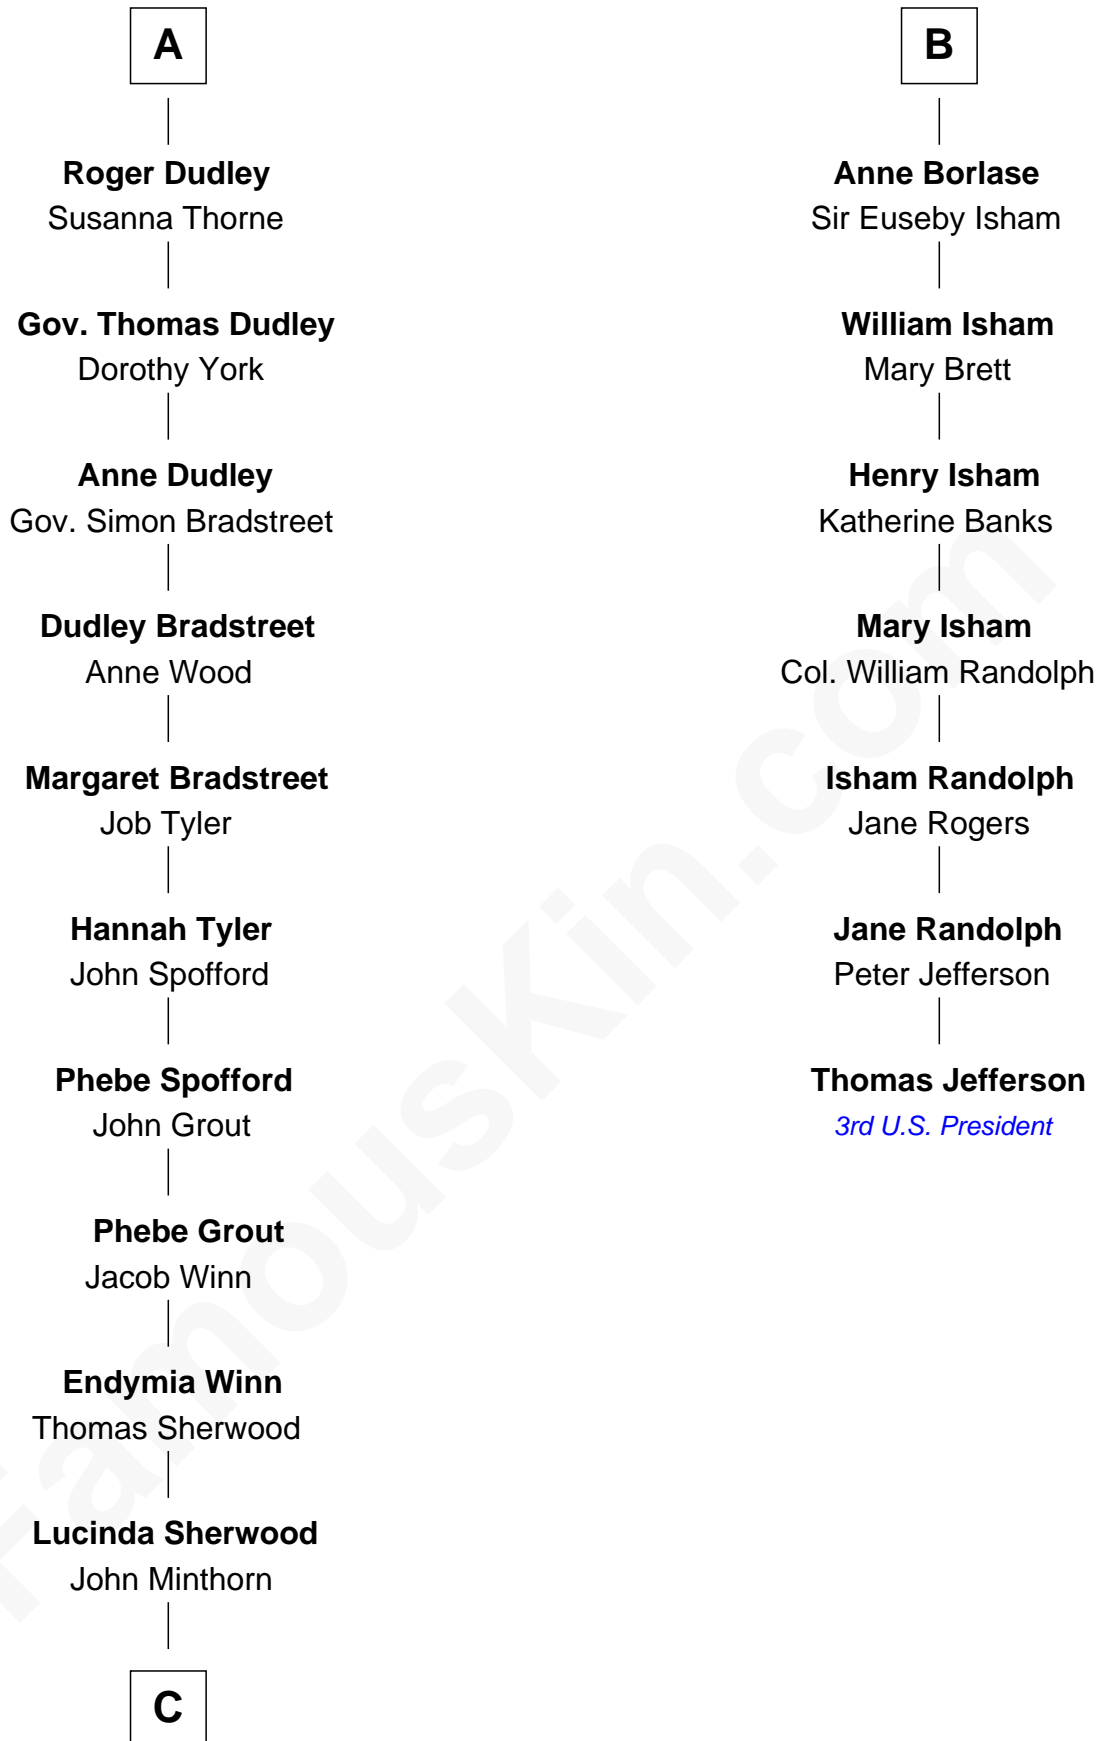 A
Roger Dudley
Susanna Thorne
Gov. Thomas Dudley
Dorothy York
Anne Dudley
Gov. Simon Bradstreet
Dudley Bradstreet
Anne Wood
Margaret Bradstreet
Job Tyler
Hannah Tyler
John Spofford
Phebe Spofford
John Grout
Phebe Grout
Jacob Winn
Endymia Winn
Thomas Sherwood
Lucinda Sherwood
John Minthorn
C
B
Anne Borlase
Sir Euseby Isham
William Isham
Mary Brett
Henry Isham
Katherine Banks
Mary Isham
Col. William Randolph
Isham Randolph
Jane Rogers
Jane Randolph
Peter Jefferson
Thomas Jefferson
3rd U.S. President
FamousKin.com